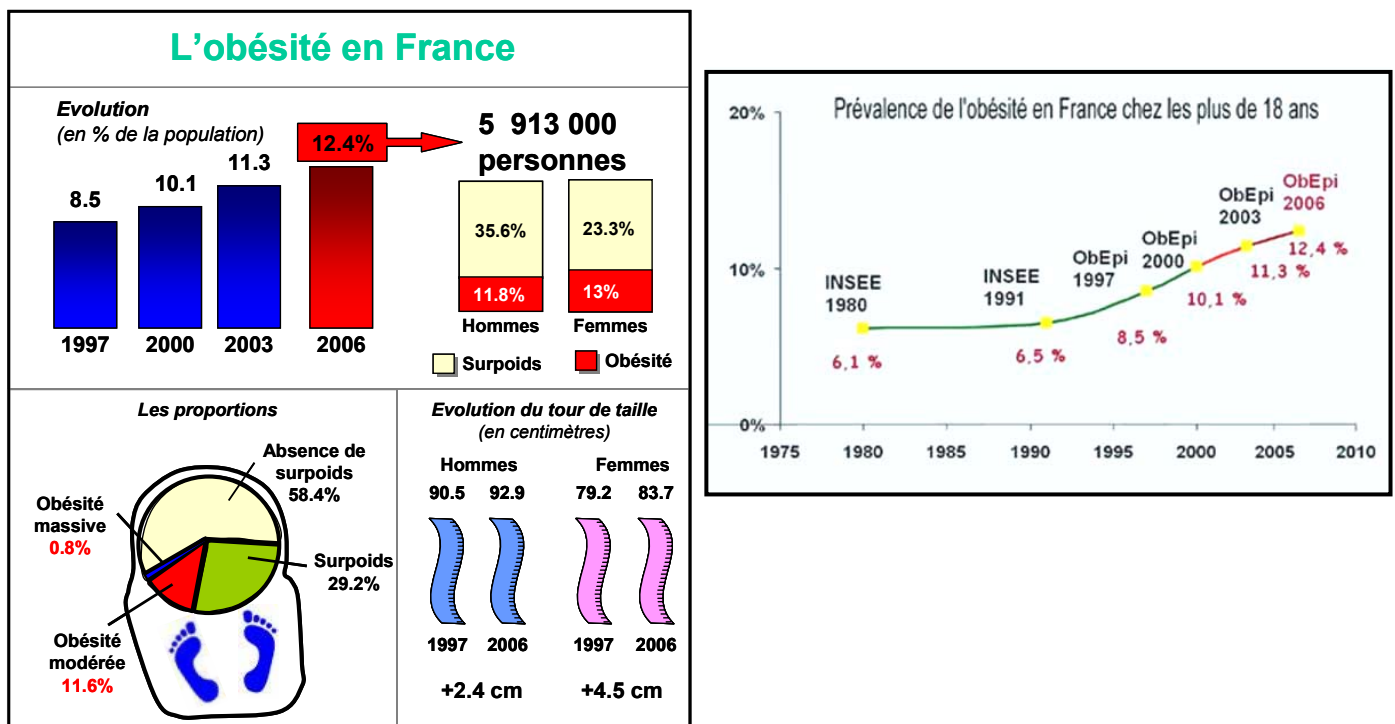 L'obésité en France
Evolution
(en % de la population)
8.5
10.1
11.3
12.4%
1997
2000
2003
2006
5 913 000
personnes
35.6%
23.3%
11.8%
13%
Hommes
Femmes
Surpoids
Obésité
Les proportions
Absence de
surpoids
58.4%
Obésité
massive
0.8%
Surpoids
29.2%
Obésité
modérée
11.6%
Evolution du tour de taille
(en centimètres)
Hommes
Femmes
90.5
92.9
79.2
83.7
1997
2006
1997
2006
+2.4 cm
+4.5 cm
Prévalence de l'obésité en France chez les plus de 18 ans
20%
10%
0%
INSEE
1980
6,1 %
INSEE
1991
6,5 %
ObEpi
1997
8,5 %
ObEpi
2000
10,1 %
ObEpi
2003
11,3 %
ObEpi
2006
12,4 %
1975
1980
1985
1990
1995
2000
2005
2010